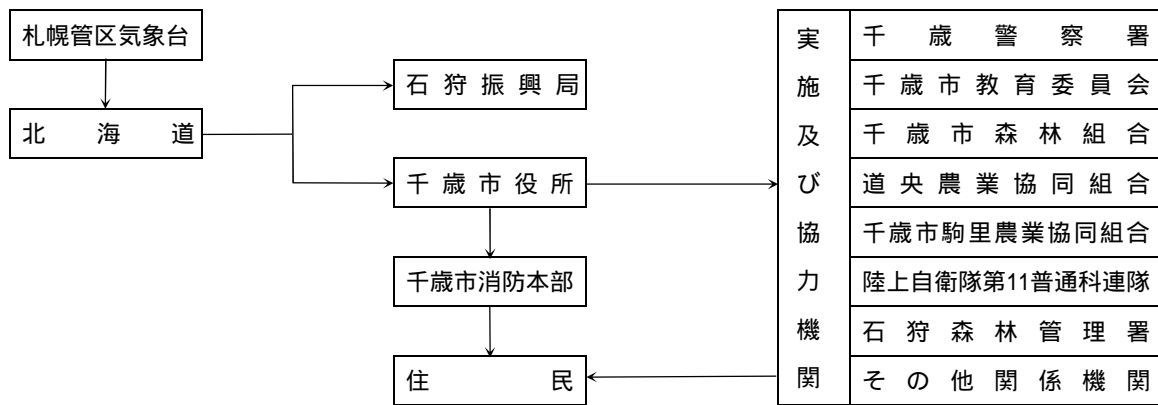 札幌管区気象台
北海道
石狩振興局
千歳市役所
千歳市消防本部
住民
実施及び協力機関
千歳警察署
千歳市教育委員会
千歳市森林組合
道央農業協同組合
千歳市駒里農業協同組合
陸上自衛隊第11普通科連隊
石狩森林管理署
その他関係機関